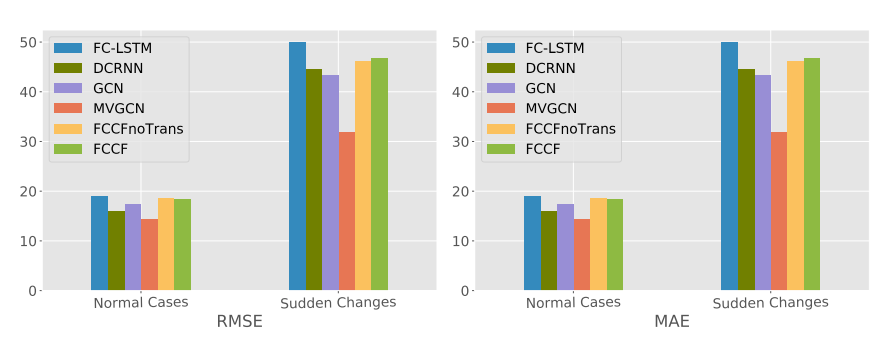 50
40
30
20
10
0
FC-LSTM
DCRNN
GCN
MVGCN
FCCFnoTrans
FCCF
Normal Cases
Sudden Changes
RMSE
50
40
30
20
10
0
FC-LSTM
DCRNN
GCN
MVGCN
FCCFnoTrans
FCCF
Normal Cases
Sudden Changes
MAE